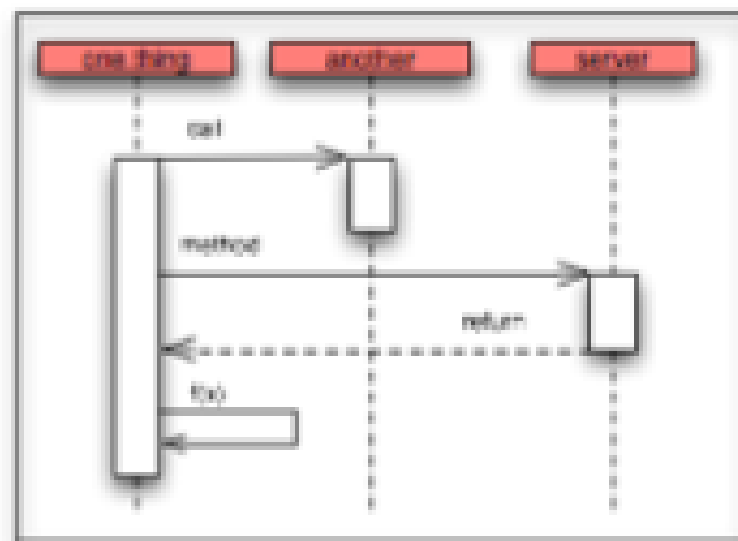 one thing
another
server
call
method
return
f(x)